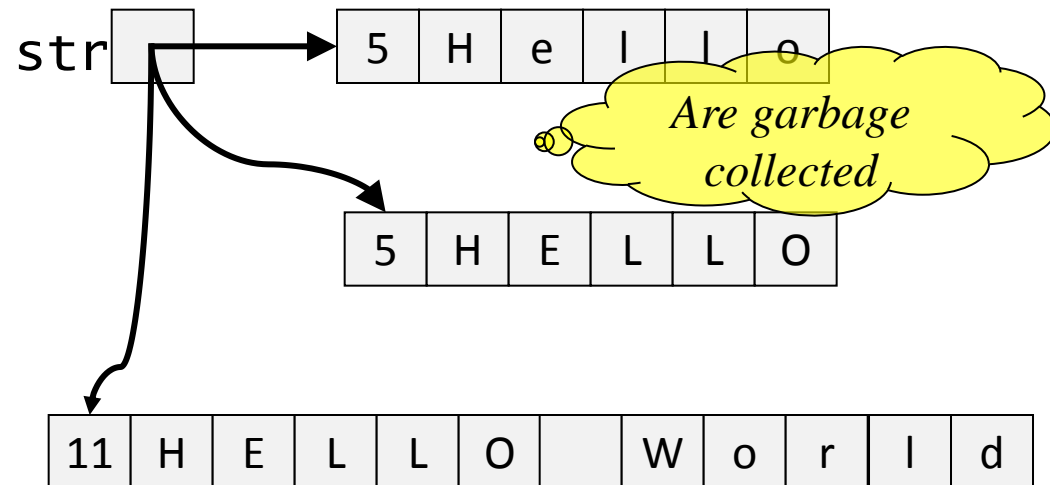 str 5 H e l l o
Are garbage
collected
5 H E L L O
11 H E L L O W o r l d